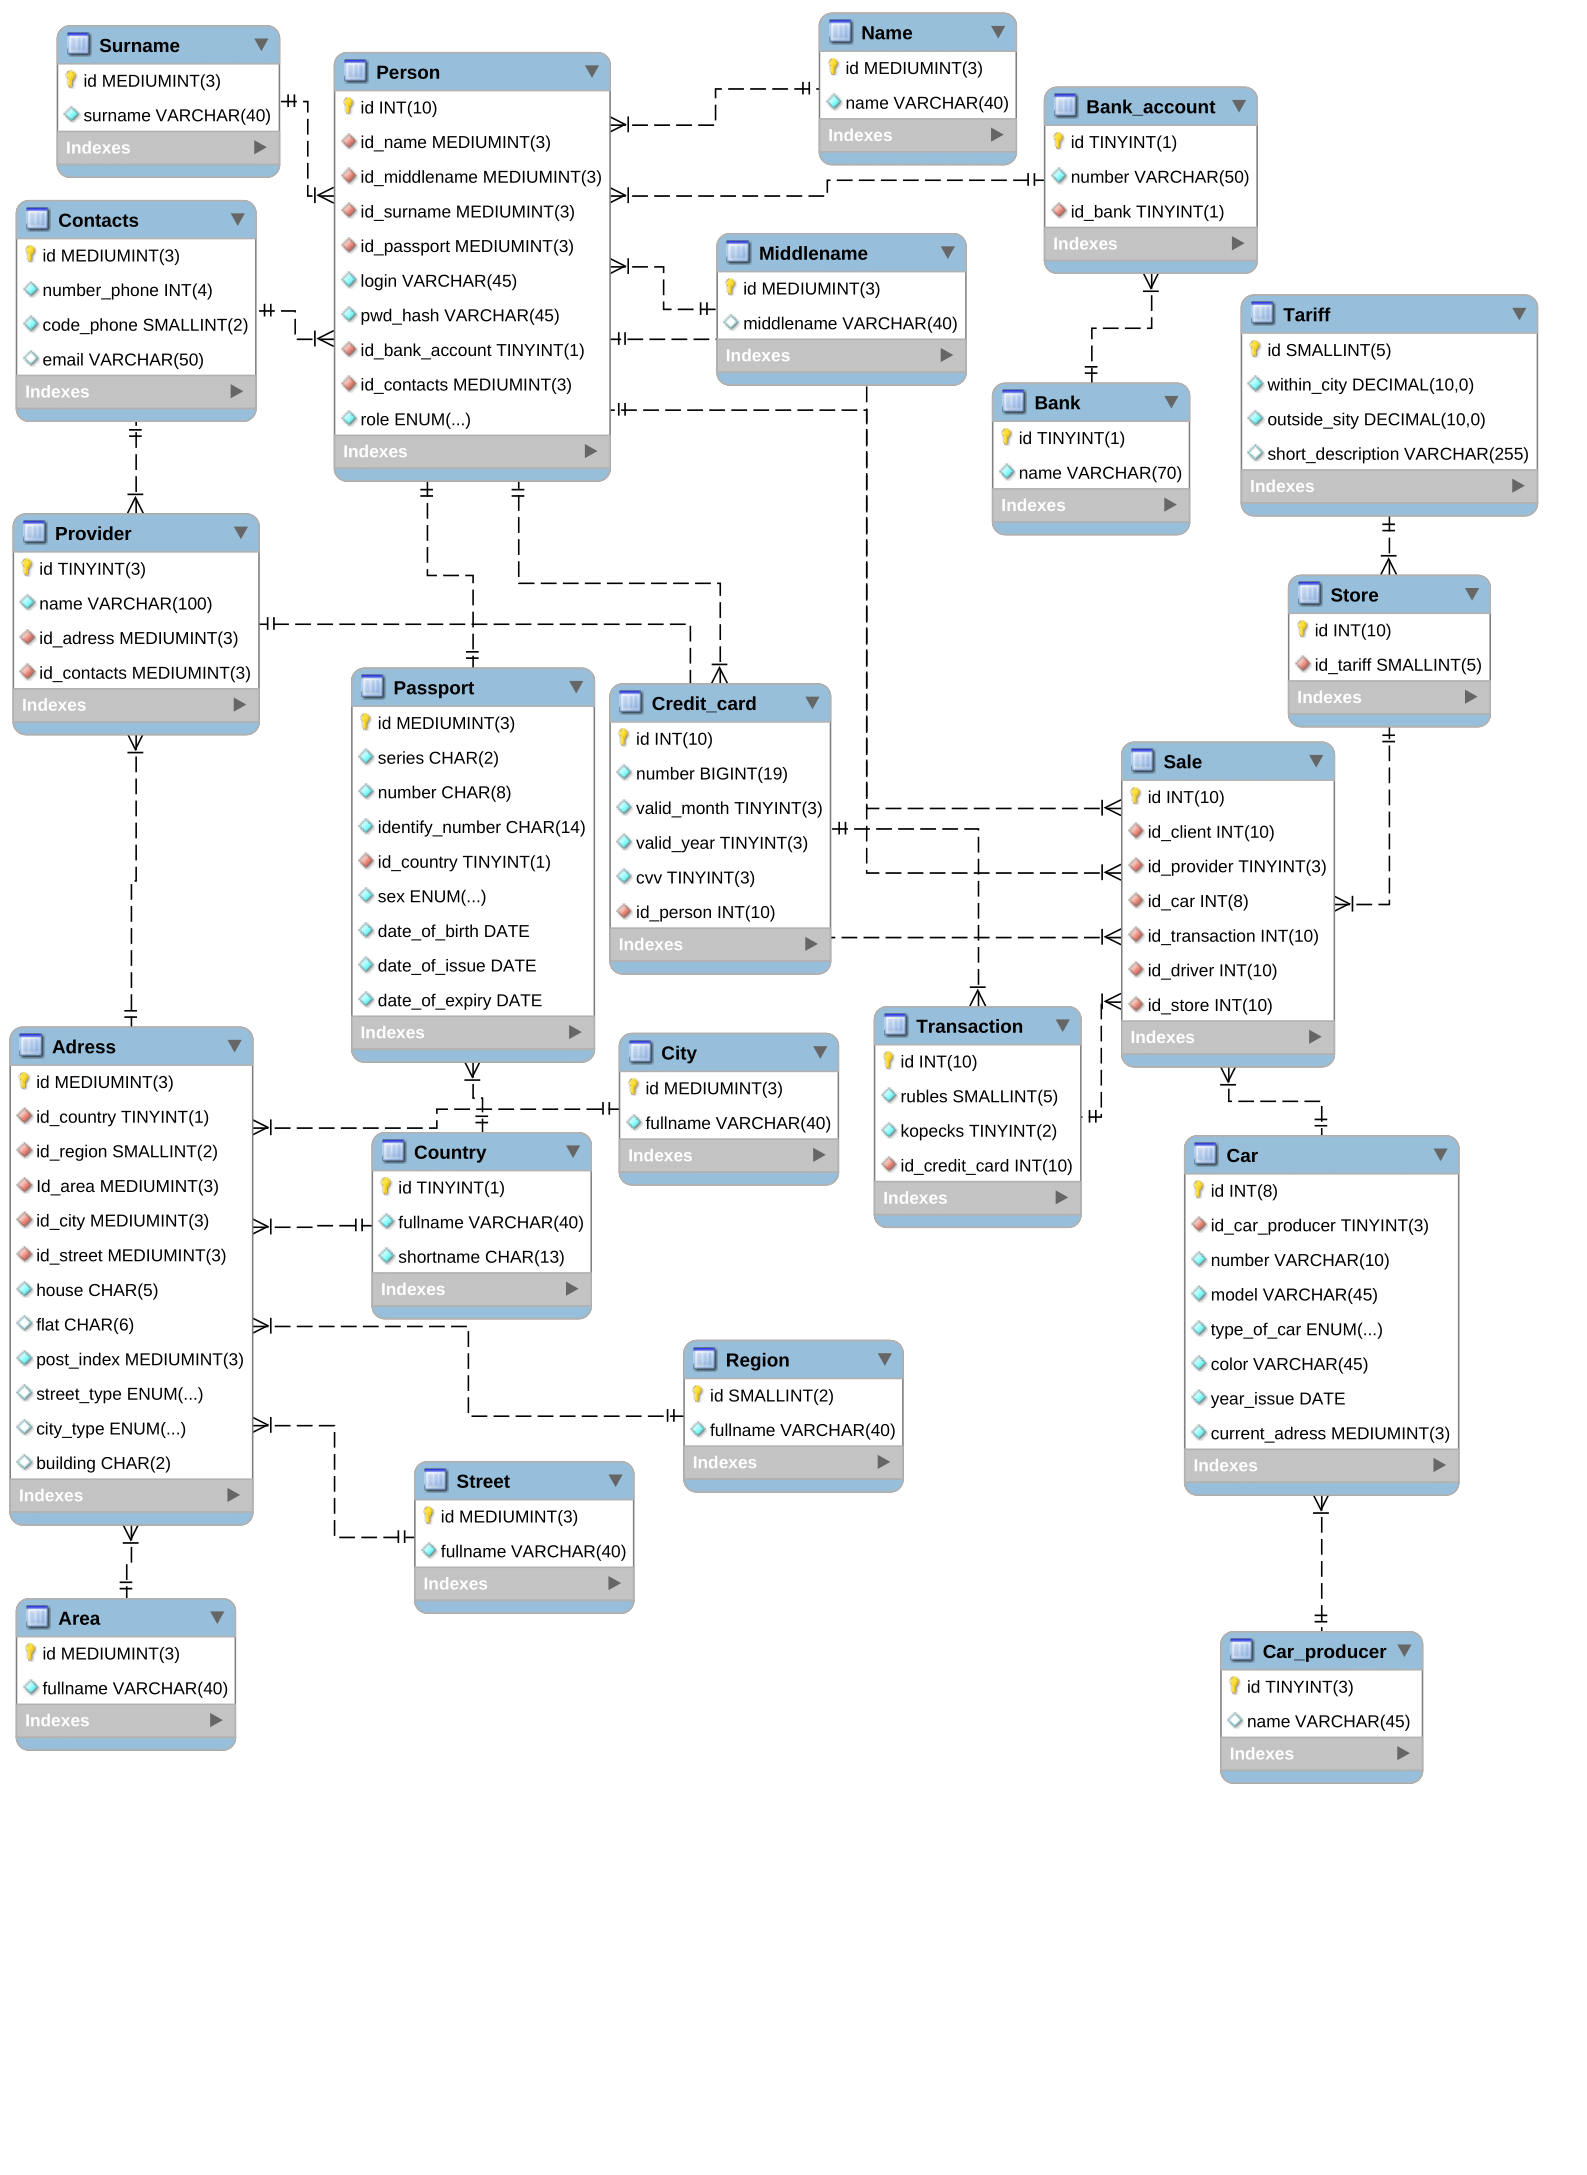 Surname
id MEDIUMINT(3)
surname VARCHAR(40)
Indexes
Person
id INT(10)
id_name MEDIUMINT(3)
id_middlename MEDIUMINT(3)
id_surname MEDIUMINT(3)
id_passport MEDIUMINT(3)
login VARCHAR(45)
pwd_hash VARCHAR(45)
id_bank_account TINYINT(1)
id_contacts MEDIUMINT(3)
role ENUM(...)
Indexes
Name
id MEDIUMINT(3)
name VARCHAR(40)
Indexes
Bank_account
id TINYINT(1)
number VARCHAR(50)
id_bank TINYINT(1)
Indexes
Contacts
id MEDIUMINT(3)
number_phone INT(4)
code_phone SMALLINT(2)
email VARCHAR(50)
Indexes
Middlename
id MEDIUMINT(3)
middlename VARCHAR(40)
Indexes
Tariff
id SMALLINT(5)
within_city DECIMAL(10,0)
outside_sity DECIMAL(10,0)
short_description VARCHAR(255)
Indexes
Bank
id TINYINT(1)
name VARCHAR(70)
Indexes
Provider
id TINYINT(3)
name VARCHAR(100)
id_adress MEDIUMINT(3)
id_contacts MEDIUMINT(3)
Indexes
Store
id INT(10)
id_tariff SMALLINT(5)
Indexes
Passport
id MEDIUMINT(3)
series CHAR(2)
number CHAR(8)
identify_number CHAR(14)
id_country TINYINT(1)
sex ENUM(...)
date_of_birth DATE
date_of_issue DATE
date_of_expiry DATE
Indexes
Credit_card
id INT(10)
number BIGINT(19)
valid_month TINYINT(3)
valid_year TINYINT(3)
cvv TINYINT(3)
id_person INT(10)
Indexes
Sale
id INT(10)
id_client INT(10)
id_provider TINYINT(3)
id_car INT(8)
id_transaction INT(10)
id_driver INT(10)
id_store INT(10)
Indexes
Adress
id MEDIUMINT(3)
id_country TINYINT(1)
id_region SMALLINT(2)
Id_area MEDIUMINT(3)
id_city MEDIUMINT(3)
id_street MEDIUMINT(3)
house CHAR(5)
flat CHAR(6)
post_index MEDIUMINT(3)
street_type ENUM(...)
city_type ENUM(...)
building CHAR(2)
Indexes
City
id MEDIUMINT(3)
fullname VARCHAR(40)
Indexes
Transaction
id INT(10)
rubles SMALLINT(5)
kopecks TINYINT(2)
id_credit_card INT(10)
Indexes
Country
id TINYINT(1)
fullname VARCHAR(40)
shortname CHAR(13)
Indexes
Car
id INT(8)
id_car_producer TINYINT(3)
number VARCHAR(10)
model VARCHAR(45)
type_of_car ENUM(...)
color VARCHAR(45)
year_issue DATE
current_adress MEDIUMINT(3)
Indexes
Region
id SMALLINT(2)
fullname VARCHAR(40)
Indexes
Street
id MEDIUMINT(3)
fullname VARCHAR(40)
Indexes
Area
id MEDIUMINT(3)
fullname VARCHAR(40)
Indexes
Car_producer
id TINYINT(3)
name VARCHAR(45)
Indexes